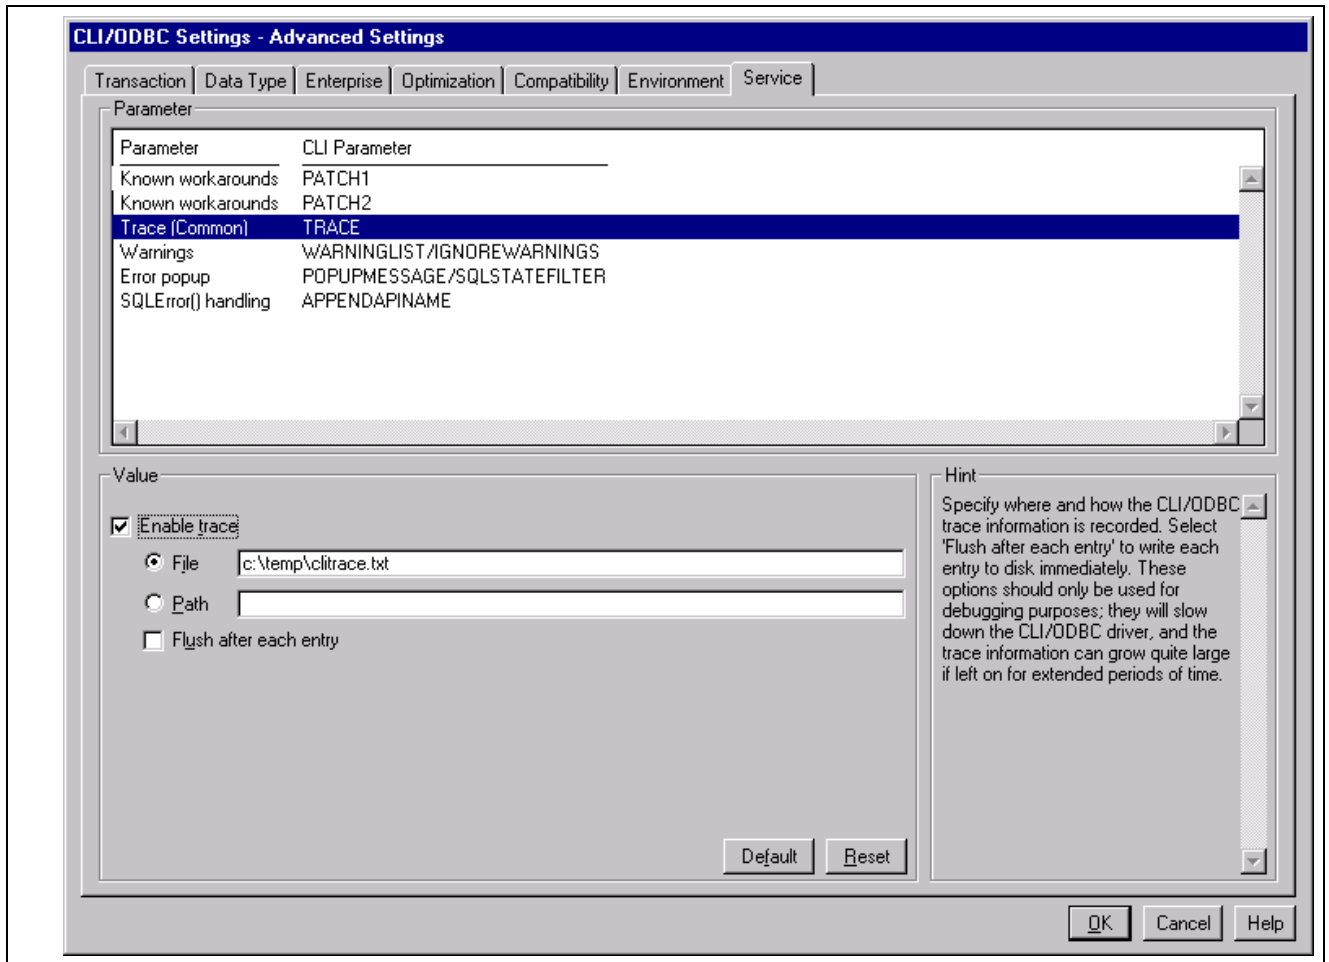 CLI/ODBC Settings - Advanced Settings
Transaction Data Type Enterprise Optimization Compatibility Environment Service
Parameter
Parameter CLI Parameter
Known workarounds PATCH1
Known workarounds PATCH2
Trace (Common) TRACE
Warnings WARNINGLIST/IGNOREWARNINGS
Error popup POPUPMESSAGE/SQLSTATEFILTER
SQLError() handling APPENDAPINAME
Value
Enable trace
File c:\temp\clitrace.txt
Path
Flush after each entry
Default Reset
Hint
Specify where and how the CLI/ODBC
trace information is recorded. Select
'Flush after each entry' to write each
entry to disk immediately. These
options should only be used for
debugging purposes; they will slow
down the CLI/ODBC driver, and the
trace information can grow quite large
if left on for extended periods of time.
OK Cancel Help